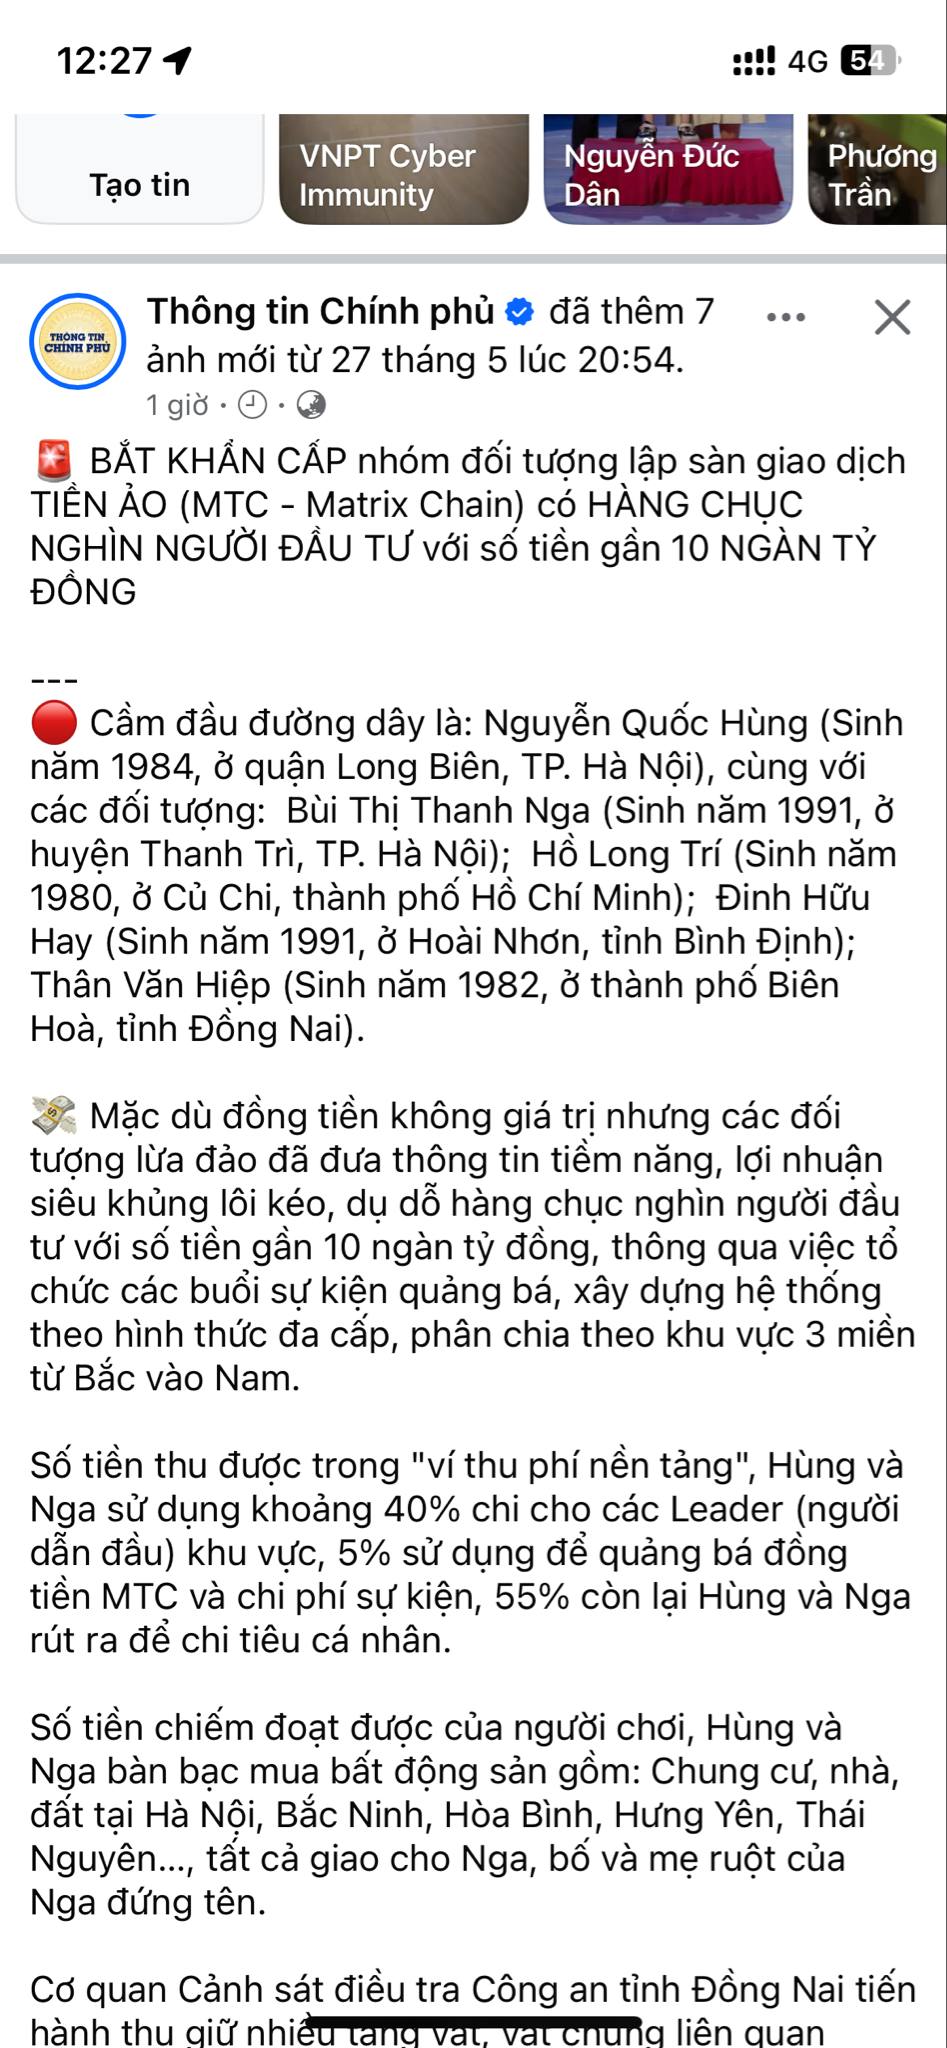 12:27
4G 54
Tạo tin
VNPT Cyber
Immunity
Nguyễn Đức
Dân
Phương
Trần
THÔNG TIN
CHÍNH PHỦ
Thông tin Chính phủ đã thêm 7
ảnh mới từ 27 tháng 5 lúc 20:54.
1 giờ · ·
🚨 BẮT KHẨN CẤP nhóm đối tượng lập sàn giao dịch
TIỀN ẢO (MTC - Matrix Chain) có HÀNG CHỤC
NGHÌN NGƯỜI ĐẦU TƯ với số tiền gần 10 NGÀN TỶ
ĐỒNG
---
🔴 Cầm đầu đường dây là: Nguyễn Quốc Hùng (Sinh
năm 1984, ở quận Long Biên, TP. Hà Nội), cùng với
các đối tượng:  Bùi Thị Thanh Nga (Sinh năm 1991, ở
huyện Thanh Trì, TP. Hà Nội);  Hồ Long Trí (Sinh năm
1980, ở Củ Chi, thành phố Hồ Chí Minh);  Đinh Hữu
Hay (Sinh năm 1991, ở Hoài Nhơn, tỉnh Bình Định);
Thân Văn Hiệp (Sinh năm 1982, ở thành phố Biên
Hoà, tỉnh Đồng Nai).
💸 Mặc dù đồng tiền không giá trị nhưng các đối
tượng lừa đảo đã đưa thông tin tiềm năng, lợi nhuận
siêu khủng lôi kéo, dụ dỗ hàng chục nghìn người đầu
tư với số tiền gần 10 ngàn tỷ đồng, thông qua việc tổ
chức các buổi sự kiện quảng bá, xây dựng hệ thống
theo hình thức đa cấp, phân chia theo khu vực 3 miền
từ Bắc vào Nam.
Số tiền thu được trong "ví thu phí nền tảng", Hùng và
Nga sử dụng khoảng 40% chi cho các Leader (người
dẫn đầu) khu vực, 5% sử dụng để quảng bá đồng
tiền MTC và chi phí sự kiện, 55% còn lại Hùng và Nga
rút ra để chi tiêu cá nhân.
Số tiền chiếm đoạt được của người chơi, Hùng và
Nga bàn bạc mua bất động sản gồm: Chung cư, nhà,
đất tại Hà Nội, Bắc Ninh, Hòa Bình, Hưng Yên, Thái
Nguyên..., tất cả giao cho Nga, bố và mẹ ruột của
Nga đứng tên.
Cơ quan Cảnh sát điều tra Công an tỉnh Đồng Nai tiến
hành thu giữ nhiều tang vật, vật chứng liên quan